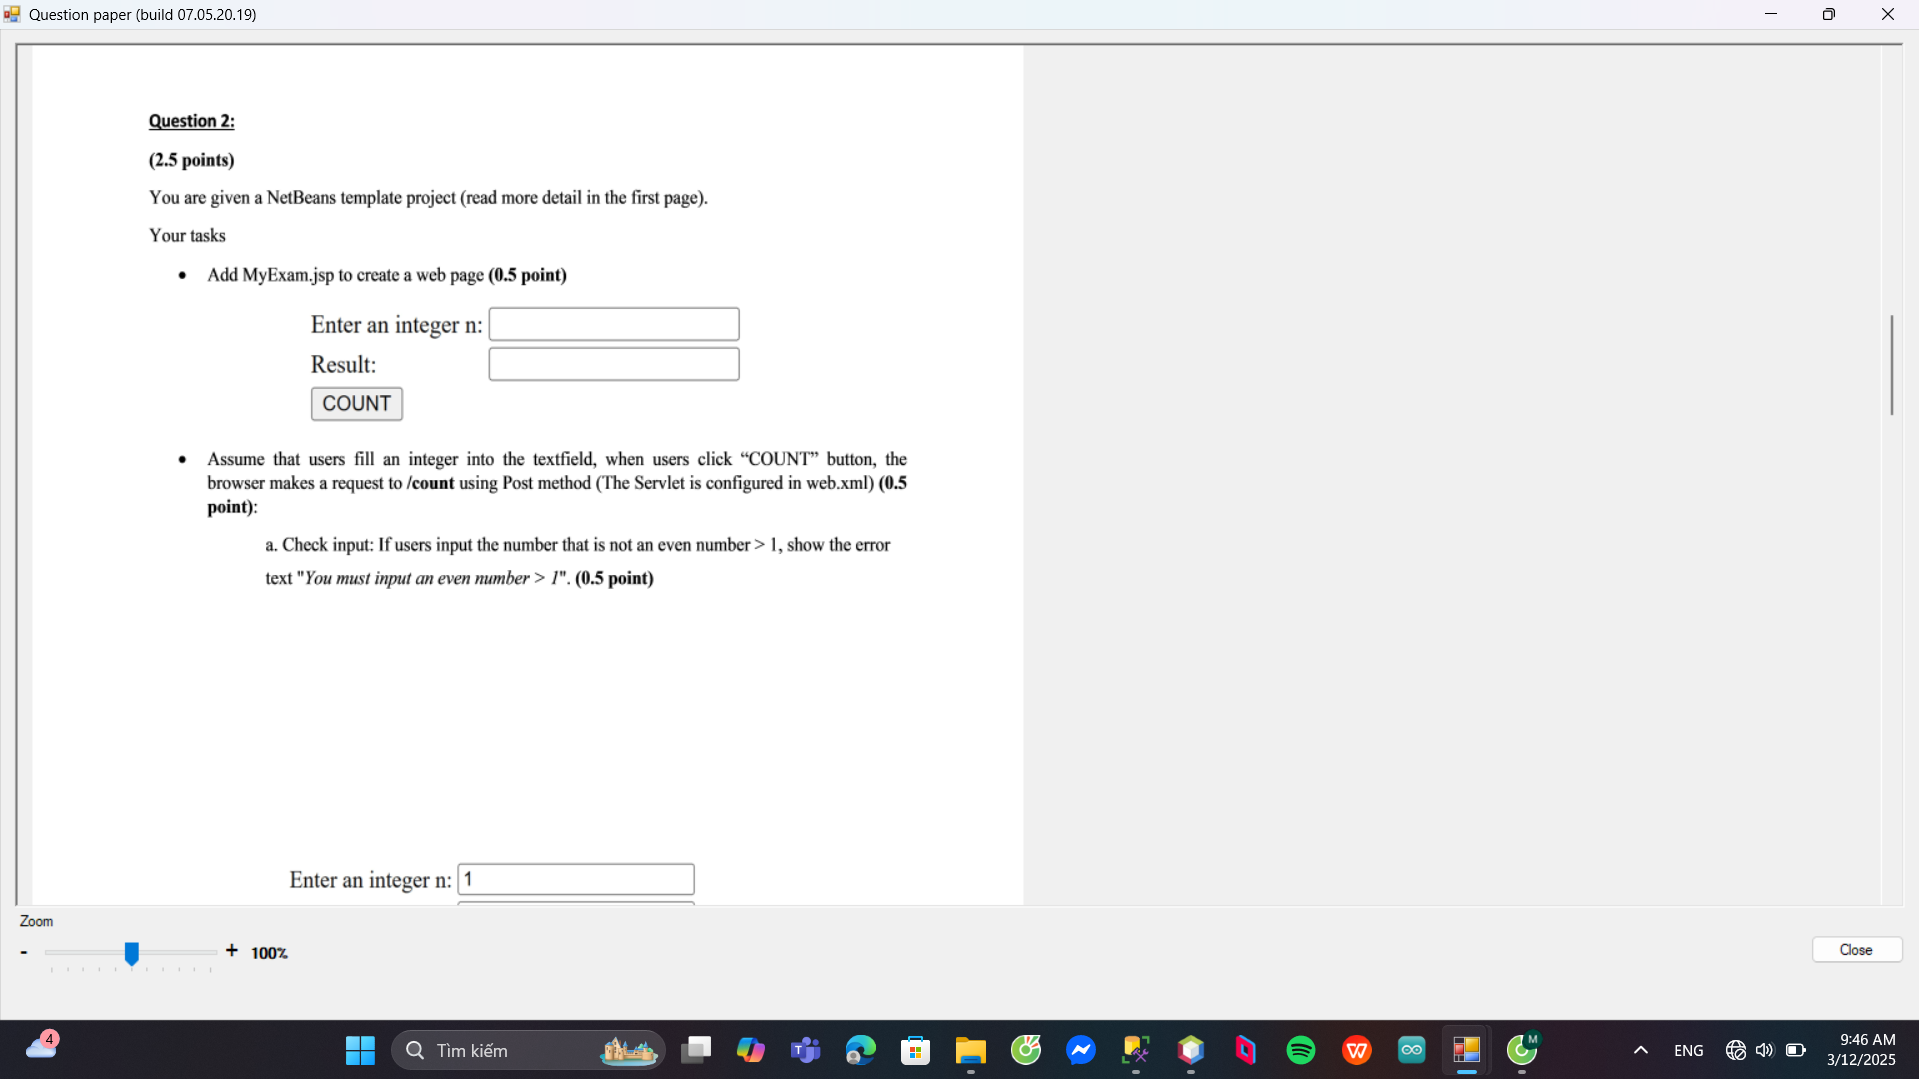 Question paper (build 07.05.20.19)
Question 2:
(2.5 points)
You are given a NetBeans template project (read more detail in the first page).
Your tasks
• Add MyExam.jsp to create a web page (0.5 point)
Enter an integer n:
Result:
COUNT
• Assume that users fill an integer into the textfield, when users click “COUNT” button, the
browser makes a request to /count using Post method (The Servlet is configured in web.xml) (0.5
point):
a. Check input: If users input the number that is not an even number > 1, show the error
text "You must input an even number > 1". (0.5 point)
Enter an integer n: 1
Zoom
- + 100%
Close
4
Tìm kiếm
M
ENG
9:46 AM
3/12/2025